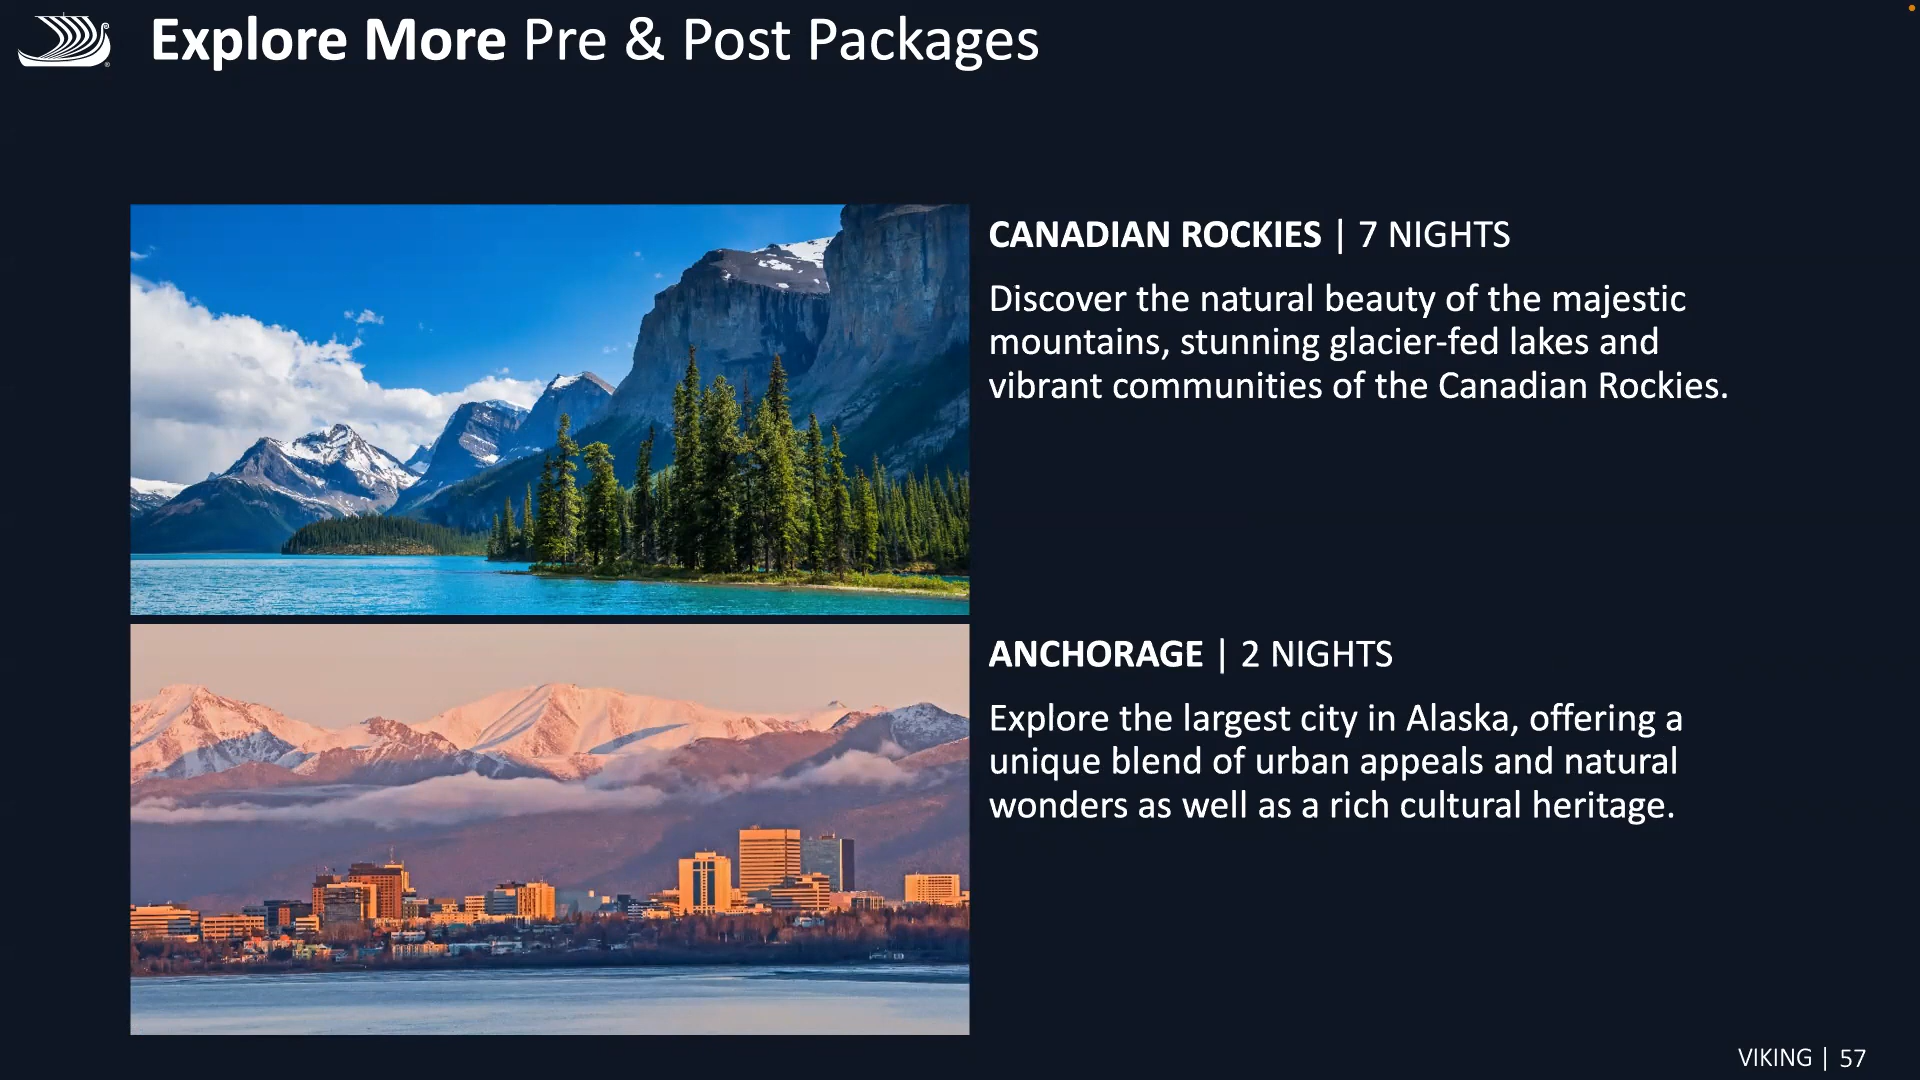 Explore More Pre & Post Packages
CANADIAN ROCKIES | 7 NIGHTS
Discover the natural beauty of the majestic
mountains, stunning glacier-fed lakes and
vibrant communities of the Canadian Rockies.
ANCHORAGE | 2 NIGHTS
Explore the largest city in Alaska, offering a
unique blend of urban appeals and natural
wonders as well as a rich cultural heritage.
VIKING | 57